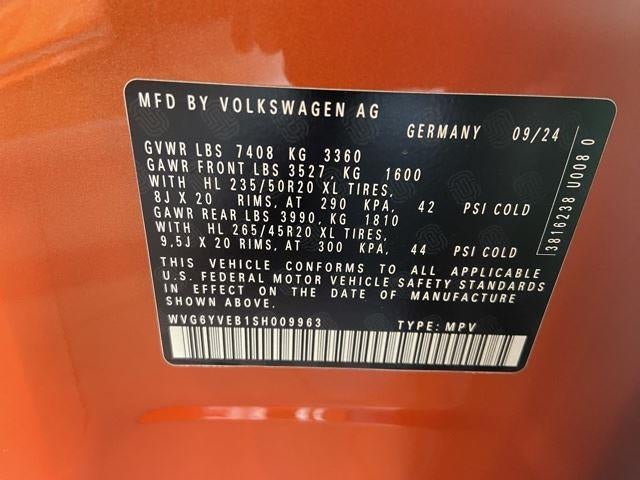 MFD BY VOLKSWAGEN AG
GERMANY 09/24
GVWR LBS 7408 KG 3360
GAWR FRONT LBS 3527, KG 1600
WITH HL 235/50R20 XL TIRES,
8J X 20 RIMS, AT 290 KPA, 42 PSI COLD
GAWR REAR LBS 3990, KG 1810
WITH HL 265/45R20 XL TIRES,
9,5J X 20 RIMS, AT 300 KPA, 44 PSI COLD
THIS VEHICLE CONFORMS TO ALL APPLICABLE
U.S. FEDERAL MOTOR VEHICLE SAFETY STANDARDS
IN EFFECT ON THE DATE OF MANUFACTURE
SHOWN ABOVE.
WVG6YVEB1SH009963 TYPE: MPV
3816238 U008 0